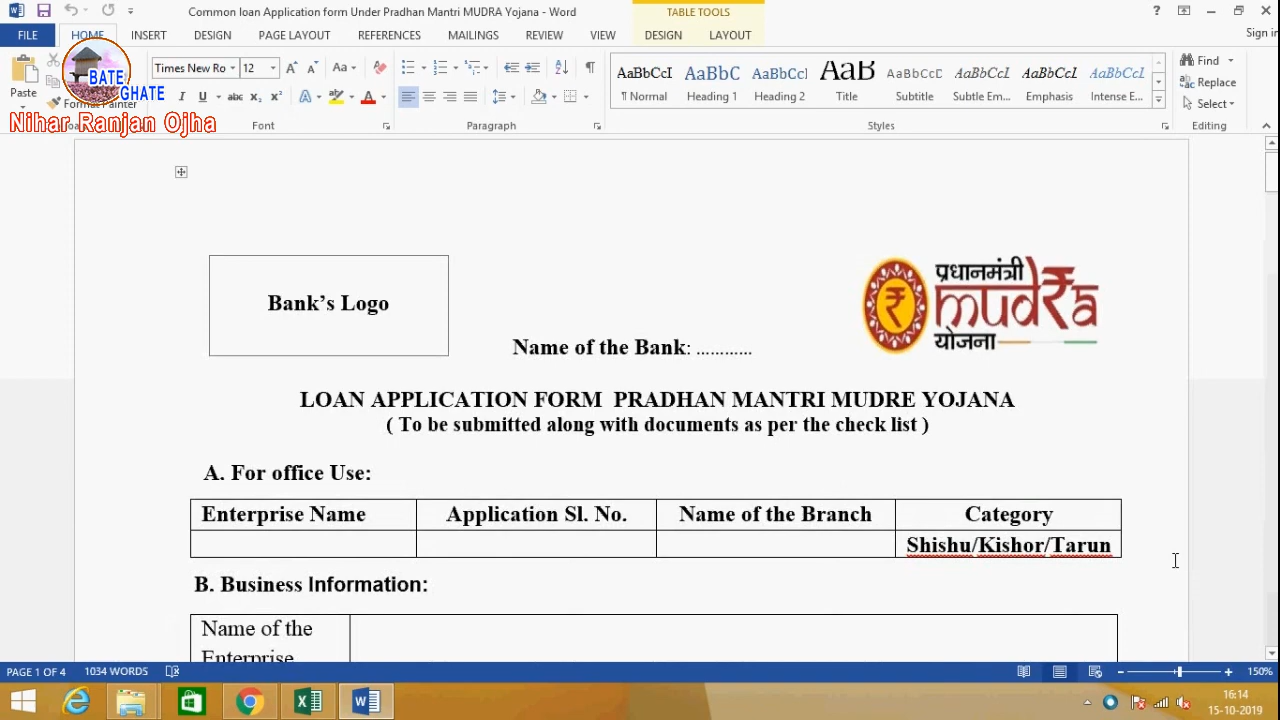 Common loan Application form Under Pradhan Mantri MUDRA Yojana - Word
TABLE TOOLS
Sign in
FILE HOME INSERT DESIGN PAGE LAYOUT REFERENCES MAILINGS REVIEW VIEW DESIGN LAYOUT
Paste
Format Painter
BATE
GHATE
Nihar Ranjan Ojha
Times New Ro 12
Font
Paragraph
AaBbCcI AaBbC AaBbCcI AaB AaBbCcD AaBbCcI AaBbCcI AaBbCcI
¶ Normal Heading 1 Heading 2 Title Subtitle Subtle Em... Emphasis Intense E...
Styles
Find
Replace
Select
Editing
Bank's Logo
Name of the Bank: ............
प्रधानमंत्री
mudRa
योजना
LOAN APPLICATION FORM PRADHAN MANTRI MUDRE YOJANA
( To be submitted along with documents as per the check list )
A. For office Use:
Enterprise Name Application Sl. No. Name of the Branch Category
Shishu/Kishor/Tarun
B. Business Information:
Name of the
Enterprise
PAGE 1 OF 4 1034 WORDS 150%
16:14
15-10-2019